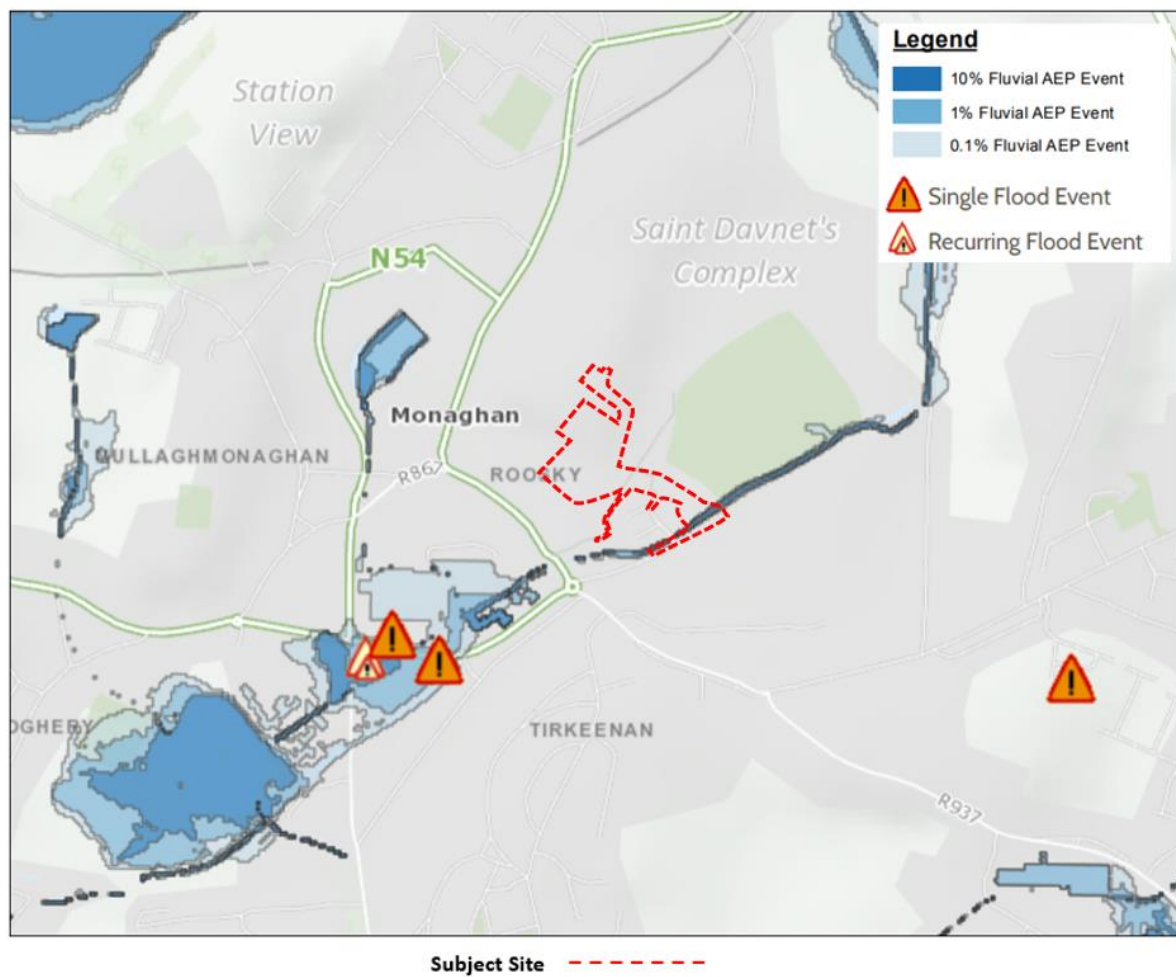 Legend
10% Fluvial AEP Event
1% Fluvial AEP Event
0.1% Fluvial AEP Event
Single Flood Event
Recurring Flood Event
Station
View
Saint Davnet's
Complex
N54
Monaghan
MULLAGHMONAGHAN
R867
ROOSKY
OGHERY
TIRKEENAN
R937
Subject Site